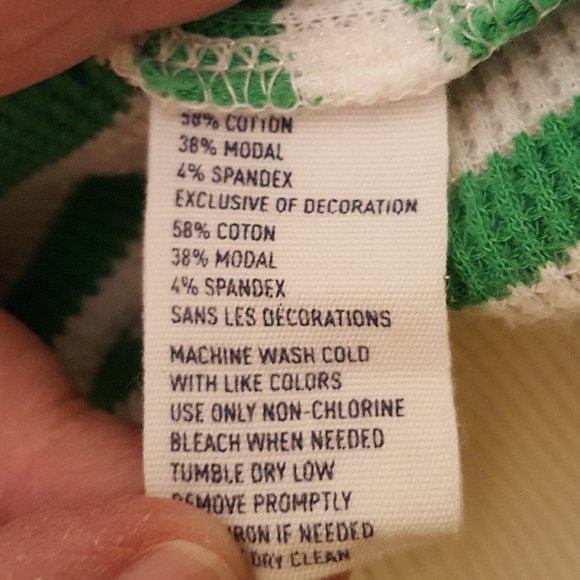 58% COTTON
38% MODAL
4% SPANDEX
EXCLUSIVE OF DECORATION
58% COTON
38% MODAL
4% SPANDEX
SANS LES DÉCORATIONS
MACHINE WASH COLD
WITH LIKE COLORS
USE ONLY NON-CHLORINE
BLEACH WHEN NEEDED
TUMBLE DRY LOW
REMOVE PROMPTLY
IRON IF NEEDED
DRY CLEAN